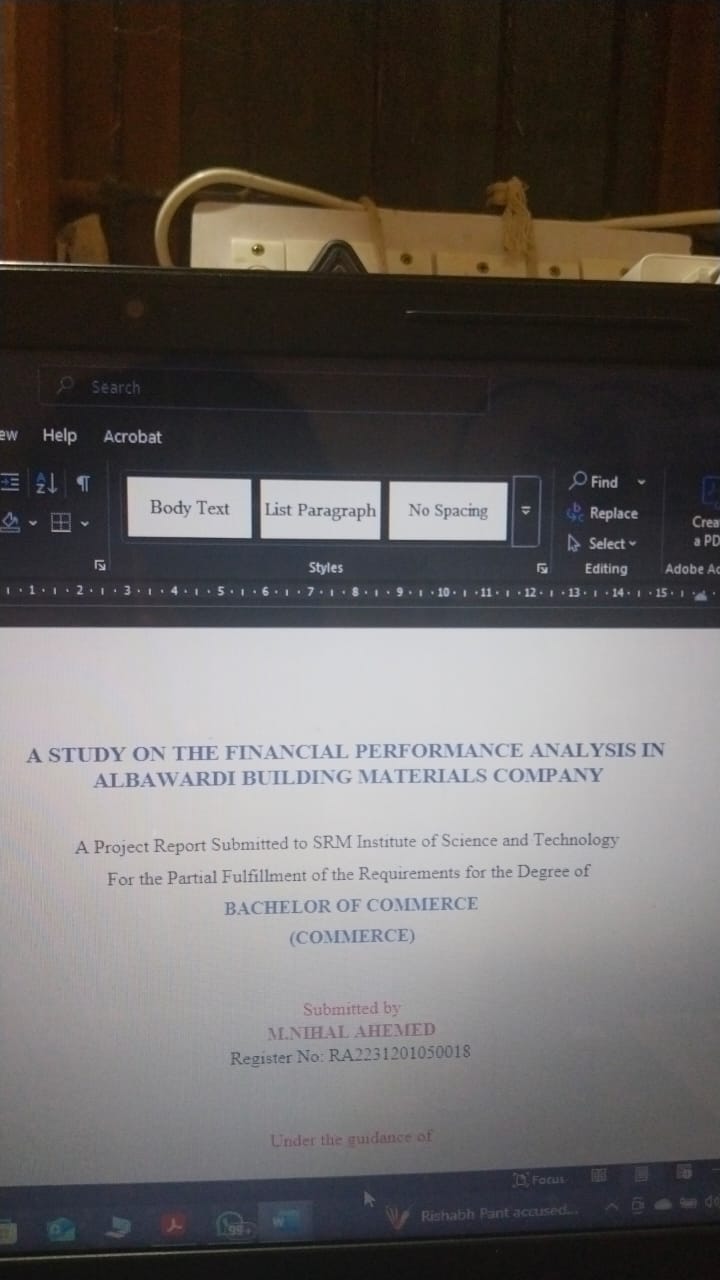 Search
ew Help Acrobat
Body Text List Paragraph No Spacing
Find
Replace
Select
Crea
a PD
Styles
Editing
Adobe Ac
1 2 3 4 5 6 7 8 9 10 11 12 13 14 15
A STUDY ON THE FINANCIAL PERFORMANCE ANALYSIS IN
ALBAWARDI BUILDING MATERIALS COMPANY
A Project Report Submitted to SRM Institute of Science and Technology
For the Partial Fulfillment of the Requirements for the Degree of
BACHELOR OF COMMERCE
(COMMERCE)
Submitted by
M.NIHAL AHEMED
Register No: RA2231201050018
Under the guidance of
Focus
99+
Rishabh Pant accused...